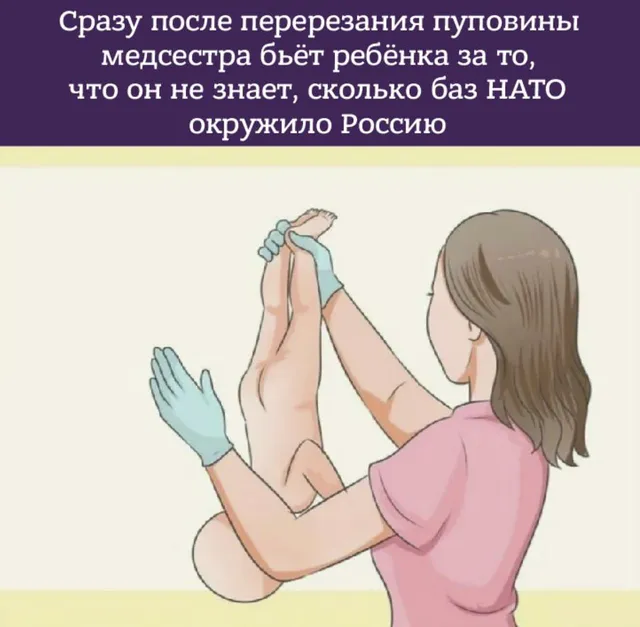 Сразу после перерезания пуповины
медсестра бьёт ребёнка за то,
что он не знает, сколько баз НАТО
окружило Россию